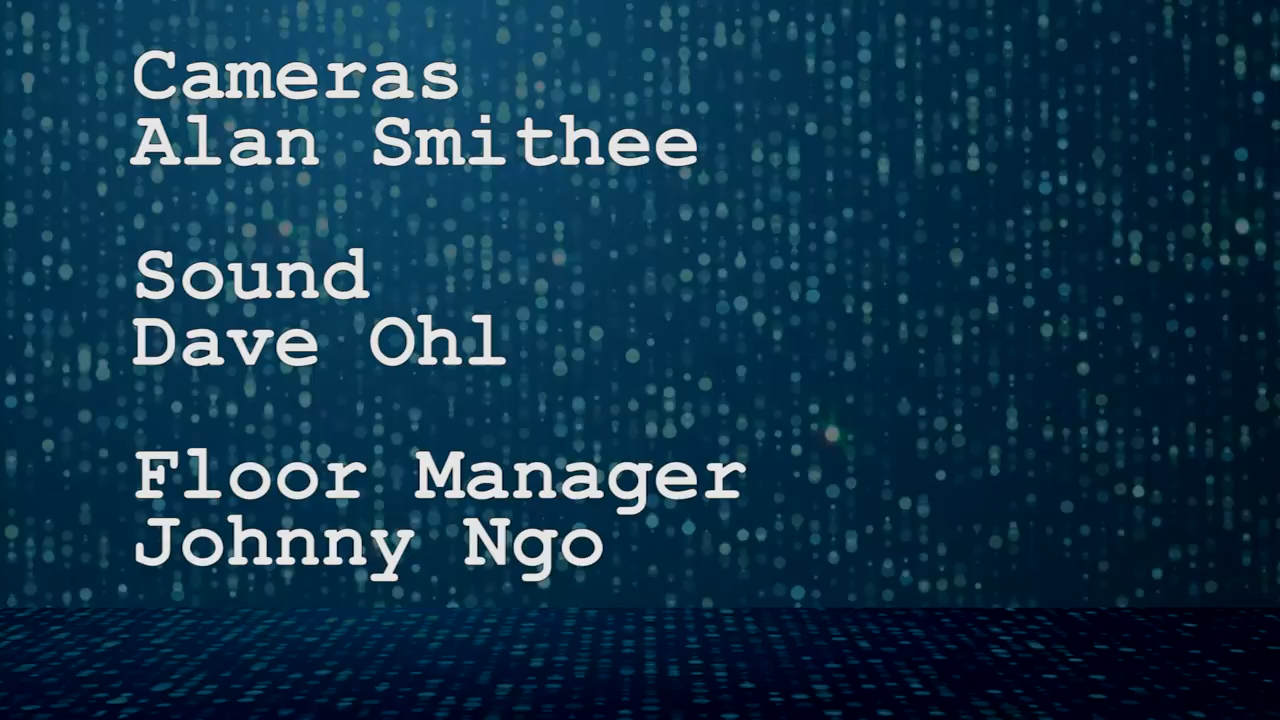 Cameras
Alan Smithee
Sound
Dave Ohl
Floor Manager
Johnny Ngo